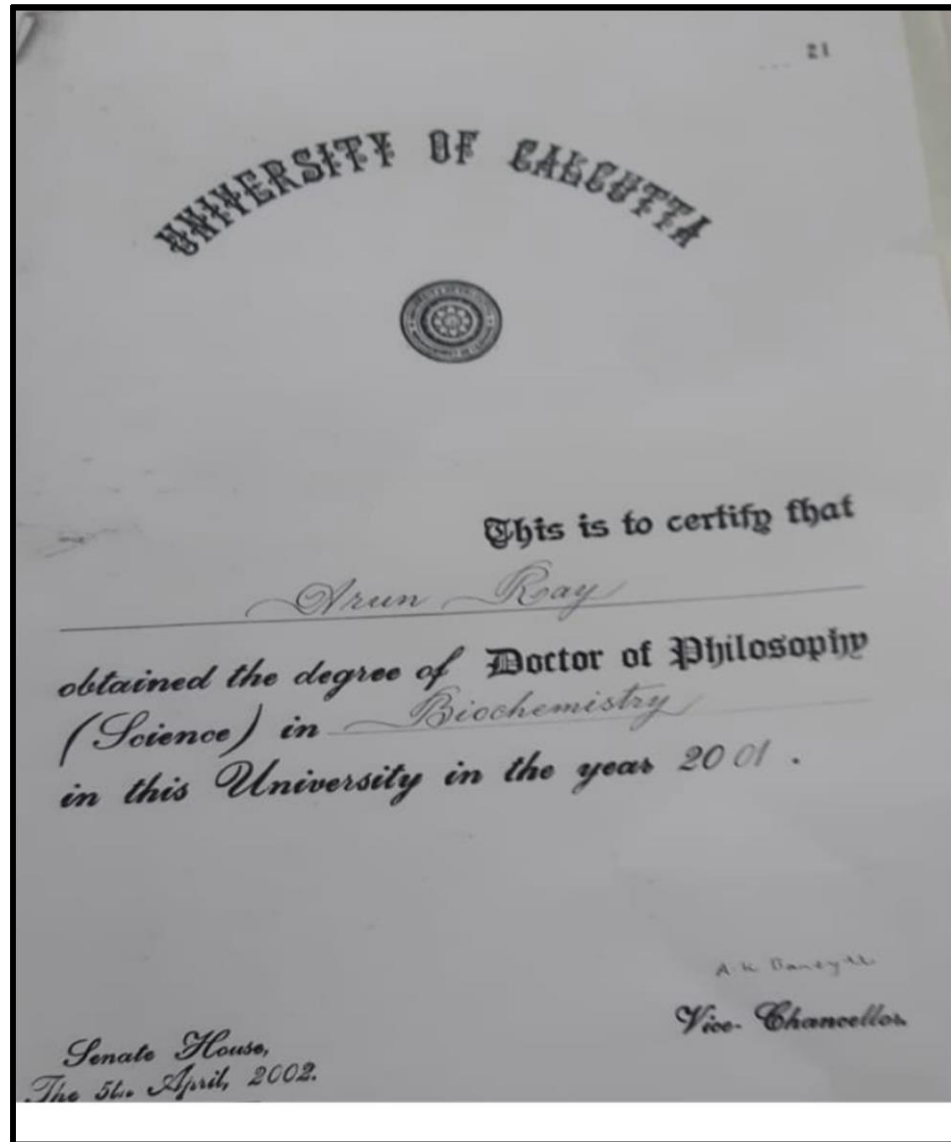 21
UNIVERSITY OF CALCUTTA
This is to certify that
Arun Ray
obtained the degree of Doctor of Philosophy
(Science) in Biochemistry
in this University in the year 2001.
A. K.
Vice-Chancellor.
Senate House,
The 5th April, 2002.